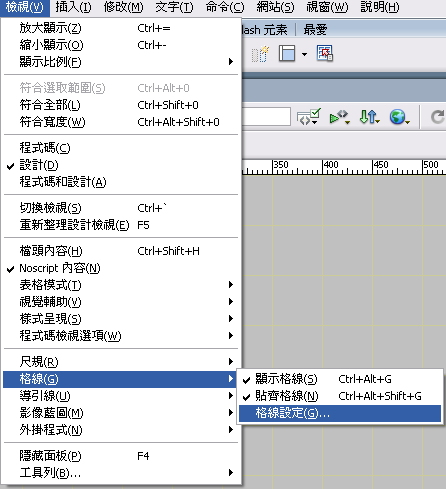 檢視(V) 插入(I) 修改(M) 文字(T) 命令(C) 網站(S) 視窗(W) 說明(H)
放大顯示(Z) Ctrl+=
lash 元素 最愛
縮小顯示(O) Ctrl+-
顯示比例(F)
符合選取範圍(S) Ctrl+Alt+0
符合全部(L) Ctrl+Shift+0
符合寬度(W) Ctrl+Alt+Shift+0
程式碼(C)
設計(D)
350 400 450 500
程式碼和設計(A)
切換檢視(S) Ctrl+`
重新整理設計檢視(E) F5
檔頭內容(H) Ctrl+Shift+H
Noscript 內容(N)
表格模式(T)
視覺輔助(V)
樣式呈現(S)
程式碼檢視選項(W)
尺規(R)
格線(G)
顯示格線(S) Ctrl+Alt+G
導引線(U)
貼齊格線(N) Ctrl+Alt+Shift+G
影像藍圖(M)
格線設定(G)...
外掛程式(N)
隱藏面板(P) F4
工具列(B)...